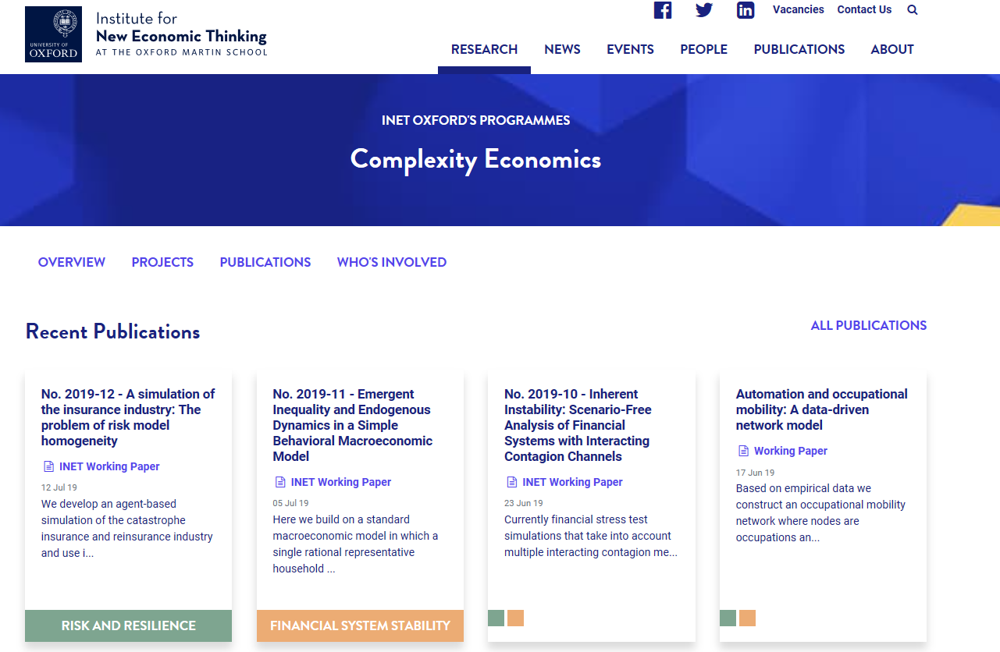 UNIVERSITY OF
OXFORD
Institute for
New Economic Thinking
AT THE OXFORD MARTIN SCHOOL
Vacancies Contact Us
RESEARCH NEWS EVENTS PEOPLE PUBLICATIONS ABOUT
INET OXFORD'S PROGRAMMES
Complexity Economics
OVERVIEW PROJECTS PUBLICATIONS WHO'S INVOLVED
Recent Publications
ALL PUBLICATIONS
No. 2019-12 - A simulation of
the insurance industry: The
problem of risk model
homogeneity
INET Working Paper
12 Jul 19
We develop an agent-based
simulation of the catastrophe
insurance and reinsurance industry
and use i...
RISK AND RESILIENCE
No. 2019-11 - Emergent
Inequality and Endogenous
Dynamics in a Simple
Behavioral Macroeconomic
Model
INET Working Paper
05 Jul 19
Here we build on a standard
macroeconomic model in which a
single rational representative
household ...
FINANCIAL SYSTEM STABILITY
No. 2019-10 - Inherent
Instability: Scenario-Free
Analysis of Financial
Systems with Interacting
Contagion Channels
INET Working Paper
23 Jun 19
Currently financial stress test
simulations that take into account
multiple interacting contagion me...
Automation and occupational
mobility: A data-driven
network model
Working Paper
17 Jun 19
Based on empirical data we
construct an occupational mobility
network where nodes are
occupations an...